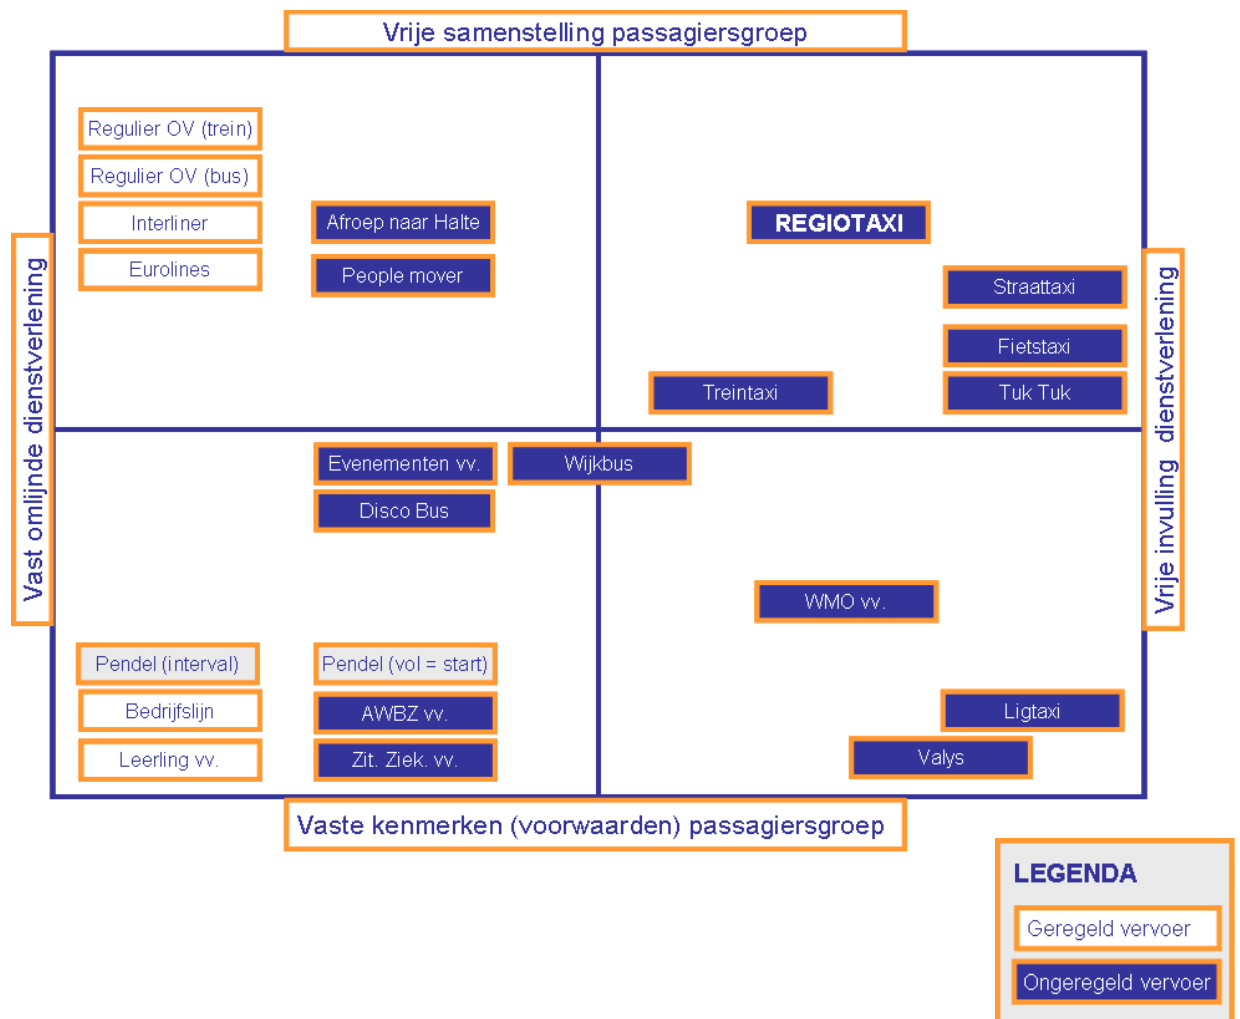 Vrije samenstelling passagiersgroep
Regulier OV (trein)
Regulier OV (bus)
Interliner
Eurolines
Afroep naar Halte
People mover
REGIOTAXI
Straattaxi
Fietstaxi
Tuk Tuk
Treintaxi
Vast omlijnde dienstverlening
Vrije invulling dienstverlening
Evenementen vv.
Disco Bus
Wijkbus
WMO vv.
Pendel (interval)
Bedrijfslijn
Leerling vv.
Pendel (vol = start)
AWBZ vv.
Zit. Ziek. vv.
Ligtaxi
Valys
Vaste kenmerken (voorwaarden) passagiersgroep
LEGENDA
Geregeld vervoer
Ongeregeld vervoer